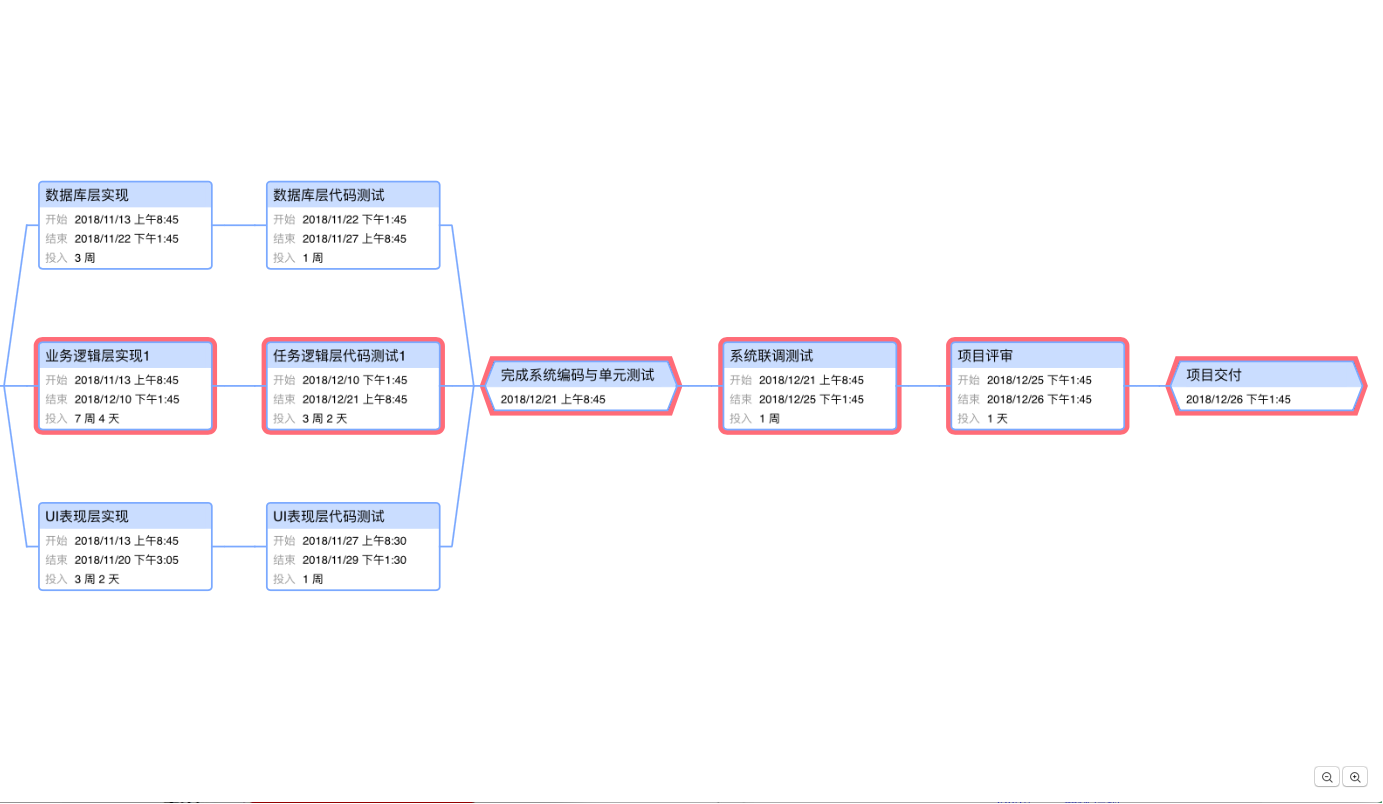 数据库层实现
开始 2018/11/13 上午8:45
结束 2018/11/22 下午1:45
投入 3 周
数据库层代码测试
开始 2018/11/22 下午1:45
结束 2018/11/27 上午8:45
投入 1 周
业务逻辑层实现1
开始 2018/11/13 上午8:45
结束 2018/12/10 下午1:45
投入 7 周 4 天
任务逻辑层代码测试1
开始 2018/12/10 下午1:45
结束 2018/12/21 上午8:45
投入 3 周 2 天
完成系统编码与单元测试
2018/12/21 上午8:45
系统联调测试
开始 2018/12/21 上午8:45
结束 2018/12/25 下午1:45
投入 1 周
项目评审
开始 2018/12/25 下午1:45
结束 2018/12/26 下午1:45
投入 1 天
项目交付
2018/12/26 下午1:45
UI表现层实现
开始 2018/11/13 上午8:45
结束 2018/11/20 下午3:05
投入 3 周 2 天
UI表现层代码测试
开始 2018/11/27 上午8:30
结束 2018/11/29 下午1:30
投入 1 周